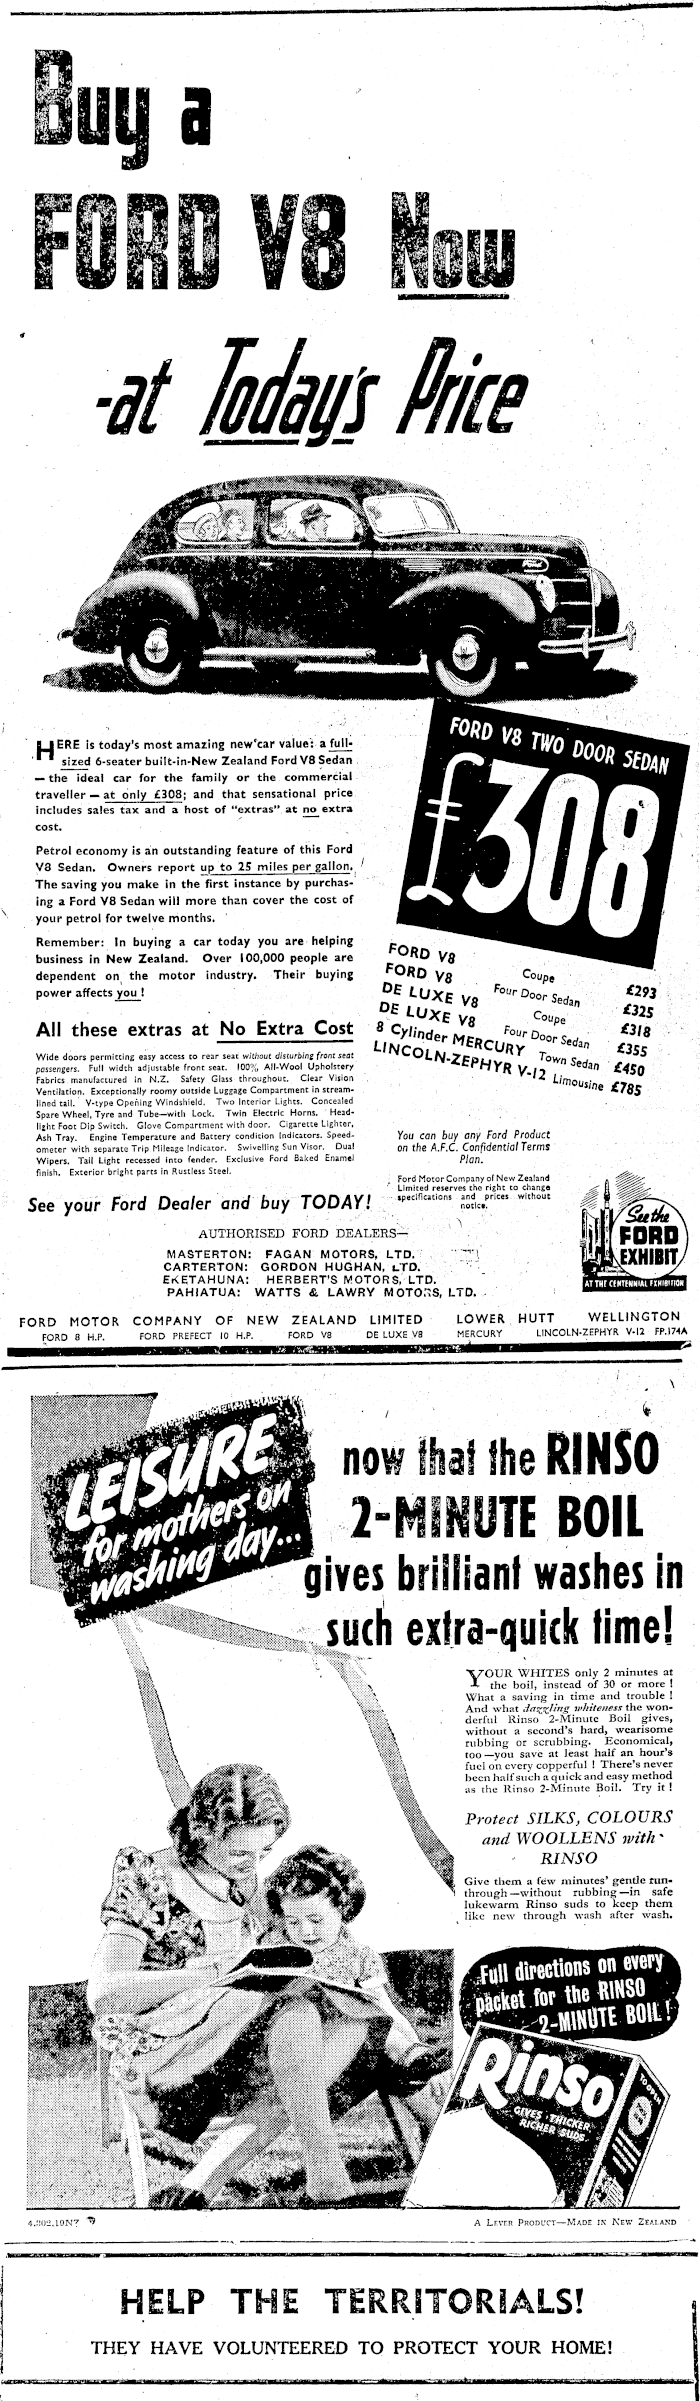 Buy a
FORD V8 Now
-at Today's Price
HERE is today's most amazing new car value: a full-
sized 6-seater built-in-New Zealand Ford V8 Sedan
— the ideal car for the family or the commercial
traveller — at only £308; and that sensational price
includes sales tax and a host of "extras" at no extra
cost.
Petrol economy is an outstanding feature of this Ford
V8 Sedan. Owners report up to 25 miles per gallon.
The saving you make in the first instance by purchas-
ing a Ford V8 Sedan will more than cover the cost of
your petrol for twelve months.
Remember: In buying a car today you are helping
business in New Zealand. Over 100,000 people are
dependent on the motor industry. Their buying
power affects you!
All these extras at No Extra Cost
Wide doors permitting easy access to rear seat without disturbing front seat
passengers. Full width adjustable front seat. 100% All-Wool Upholstery
Fabrics manufactured in N.Z. Safety Glass throughout. Clear Vision
Ventilation. Exceptionally roomy outside Luggage Compartment in stream-
lined tail. V-type Opening Windshield. Two Interior Lights. Concealed
Spare Wheel, Tyre and Tube—with Lock. Twin Electric Horns. Head-
light Foot Dip Switch. Glove Compartment with door. Cigarette Lighter,
Ash Tray. Engine Temperature and Battery condition Indicators. Speed-
ometer with separate Trip Mileage Indicator. Swivelling Sun Visor. Dual
Wipers. Tail Light recessed into fender. Exclusive Ford Baked Enamel
finish. Exterior bright parts in Rustless Steel.
See your Ford Dealer and buy TODAY!
FORD V8 TWO DOOR SEDAN
£308
FORD V8 Coupe £293
FORD V8 Four Door Sedan £325
DE LUXE V8 Coupe £318
DE LUXE V8 Four Door Sedan £355
8 Cylinder MERCURY Town Sedan £450
LINCOLN-ZEPHYR V-12 Limousine £785
You can buy any Ford Product
on the A.F.C. Confidential Terms
Plan.
Ford Motor Company of New Zealand
Limited reserves the right to change
specifications and prices without
notice.
See the
FORD
EXHIBIT
AT THE CENTENNIAL EXHIBITION
AUTHORISED FORD DEALERS—
MASTERTON: FAGAN MOTORS, LTD.
CARTERTON: GORDON HUGHAN, LTD.
EKETAHUNA: HERBERT'S MOTORS, LTD.
PAHIATUA: WATTS & LAWRY MOTORS, LTD.
FORD MOTOR COMPANY OF NEW ZEALAND LIMITED LOWER HUTT WELLINGTON
FORD 8 H.P. FORD PREFECT 10 H.P. FORD V8 DE LUXE V8 MERCURY LINCOLN-ZEPHYR V-12 FP.174A
LEISURE
for mothers on
washing day...
now that the RINSO
2-MINUTE BOIL
gives brilliant washes in
such extra-quick time!
YOUR WHITES only 2 minutes at
the boil, instead of 30 or more!
What a saving in time and trouble!
And what dazzling whiteness the won-
derful Rinso 2-Minute Boil gives,
without a second's hard, wearisome
rubbing or scrubbing. Economical,
too—you save at least half an hour's
fuel on every copperful! There's never
been half such a quick and easy method
as the Rinso 2-Minute Boil. Try it!
Protect SILKS, COLOURS
and WOOLLENS with
RINSO
Give them a few minutes' gentle run-
through—without rubbing—in safe
lukewarm Rinso suds to keep them
like new through wash after wash.
Full directions on every
packet for the RINSO
2-MINUTE BOIL!
Rinso
GIVES THICKER
RICHER SUDS
A LEVER PRODUCT—MADE IN NEW ZEALAND
HELP THE TERRITORIALS!
THEY HAVE VOLUNTEERED TO PROTECT YOUR HOME!